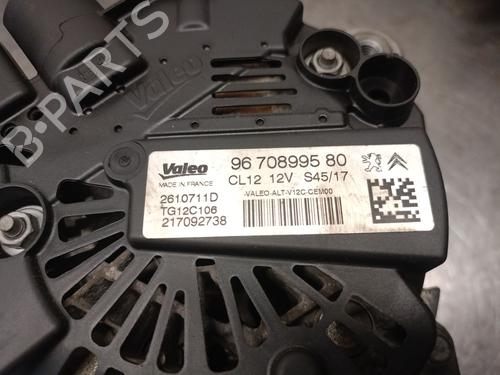 B-PARTS
Valeo
Valeo
MADE IN FRANCE
96 708995 80
CL12 12V S45/17
-VALEO-ALT-V12C-CEM00
2610711D
TG12C106
217092738